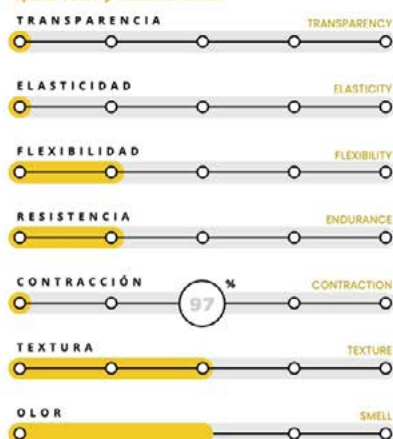 TRANSPARENCIA TRANSPARENCY
ELASTICIDAD ELASTICITY
FLEXIBILIDAD FLEXIBILITY
RESISTENCIA ENDURANCE
CONTRACCIÓN 97 % CONTRACTION
TEXTURA TEXTURE
OLOR SMELL